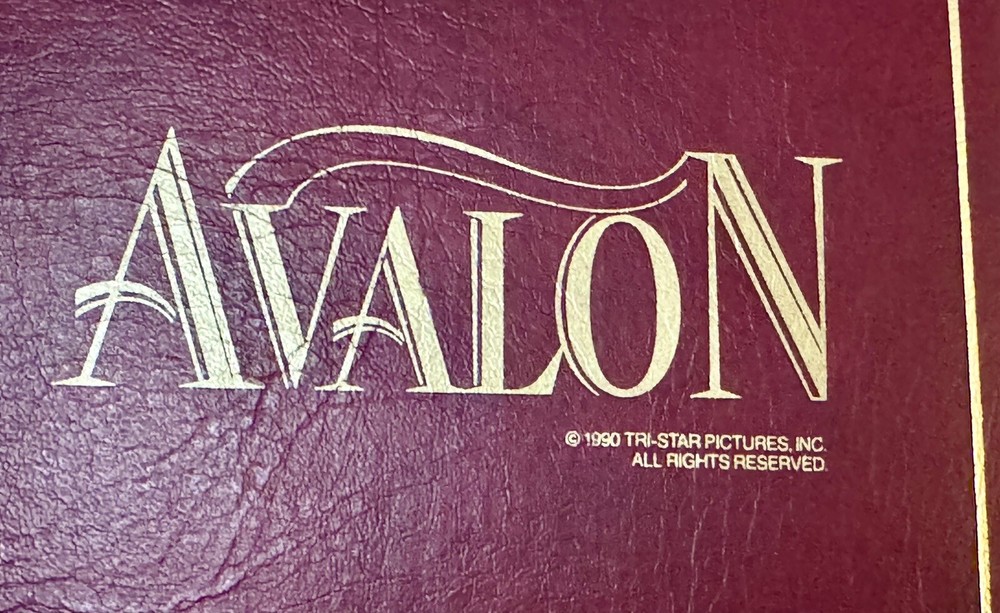 AVALON
© 1990 TRI-STAR PICTURES, INC.
ALL RIGHTS RESERVED.